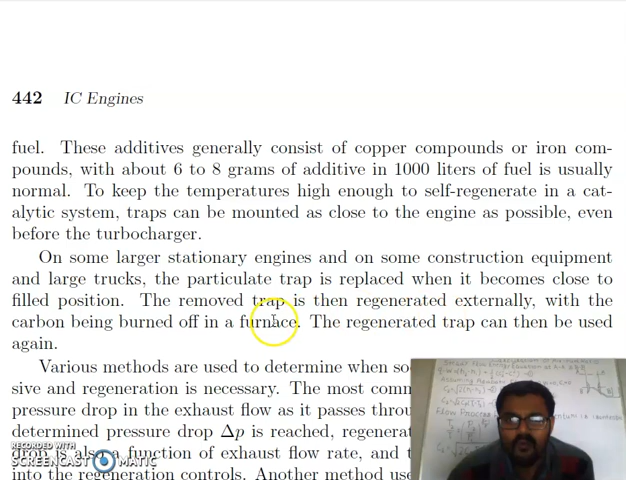 442 IC Engines
fuel. These additives generally consist of copper compounds or iron com-
pounds, with about 6 to 8 grams of additive in 1000 liters of fuel is usually
normal. To keep the temperatures high enough to self-regenerate in a cat-
alytic system, traps can be mounted as close to the engine as possible, even
before the turbocharger.
On some larger stationary engines and on some construction equipment
and large trucks, the particulate trap is replaced when it becomes close to
filled position. The removed trap is then regenerated externally, with the
carbon being burned off in a furnace. The regenerated trap can then be used
again.
Various methods are used to determine when
sive and regeneration is necessary. The most
pressure drop in the exhaust flow as it passes
determined pressure drop Δp is reached,
drop is also a function of exhaust flow rate, and
into the regeneration controls. Another method
RECORDED WITH
SCREENCAST MATIC